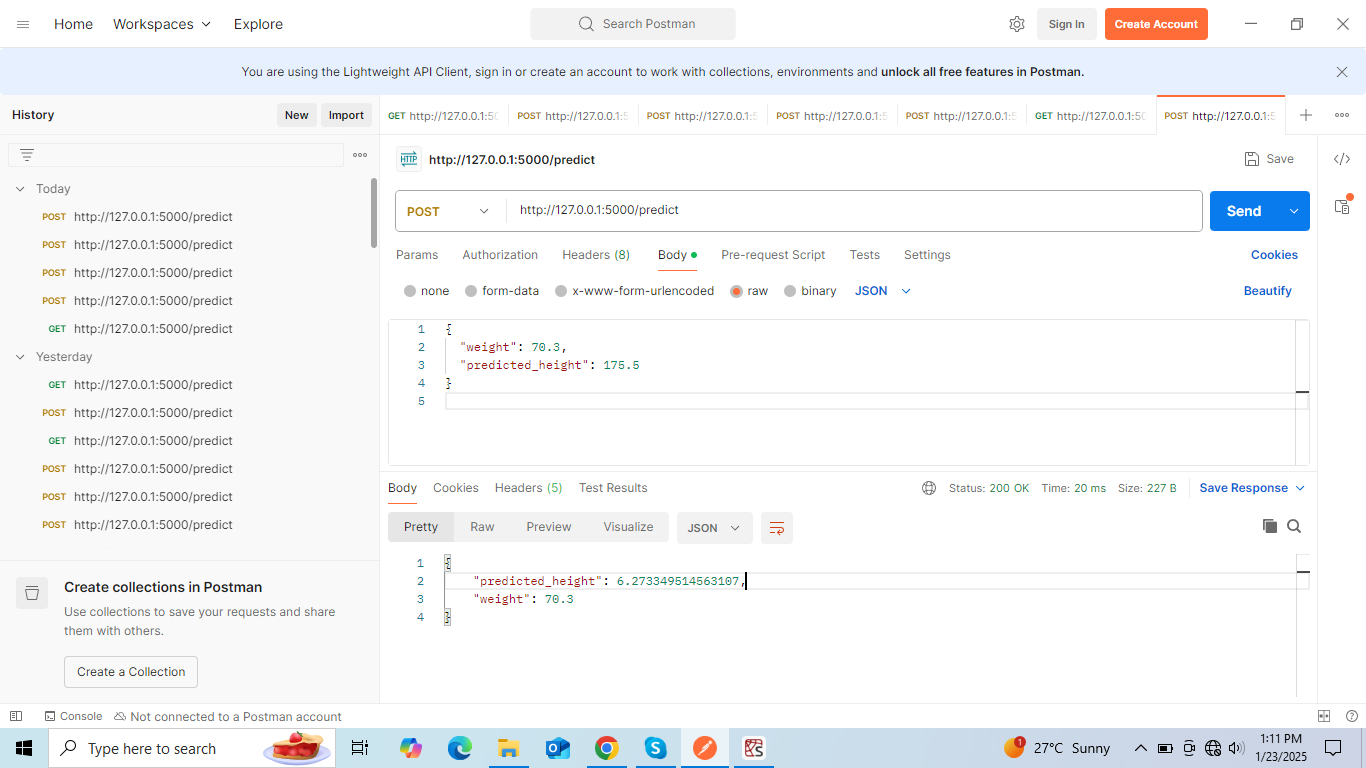 Home Workspaces Explore Search Postman Sign In Create Account
You are using the Lightweight API Client, sign in or create an account to work with collections, environments and unlock all free features in Postman.
History New Import
GET http://127.0.0.1:50 POST http://127.0.0.1:5 POST http://127.0.0.1:5 POST http://127.0.0.1:5 POST http://127.0.0.1:5 GET http://127.0.0.1:50 POST http://127.0.0.1:5
HTTP http://127.0.0.1:5000/predict Save
Today
POST http://127.0.0.1:5000/predict
POST http://127.0.0.1:5000/predict
POST http://127.0.0.1:5000/predict
POST http://127.0.0.1:5000/predict
GET http://127.0.0.1:5000/predict
Yesterday
GET http://127.0.0.1:5000/predict
POST http://127.0.0.1:5000/predict
GET http://127.0.0.1:5000/predict
POST http://127.0.0.1:5000/predict
POST http://127.0.0.1:5000/predict
POST http://127.0.0.1:5000/predict
Create collections in Postman
Use collections to save your requests and share
them with others.
Create a Collection
POST http://127.0.0.1:5000/predict Send
Params Authorization Headers (8) Body Pre-request Script Tests Settings Cookies
none form-data x-www-form-urlencoded raw binary JSON Beautify
1 {
2 "weight": 70.3,
3 "predicted_height": 175.5
4 }
5
Body Cookies Headers (5) Test Results Status: 200 OK Time: 20 ms Size: 227 B Save Response
Pretty Raw Preview Visualize JSON
1 {
2 "predicted_height": 6.273349514563107,
3 "weight": 70.3
4 }
Console Not connected to a Postman account
Type here to search 1 27°C Sunny 1:11 PM
1/23/2025